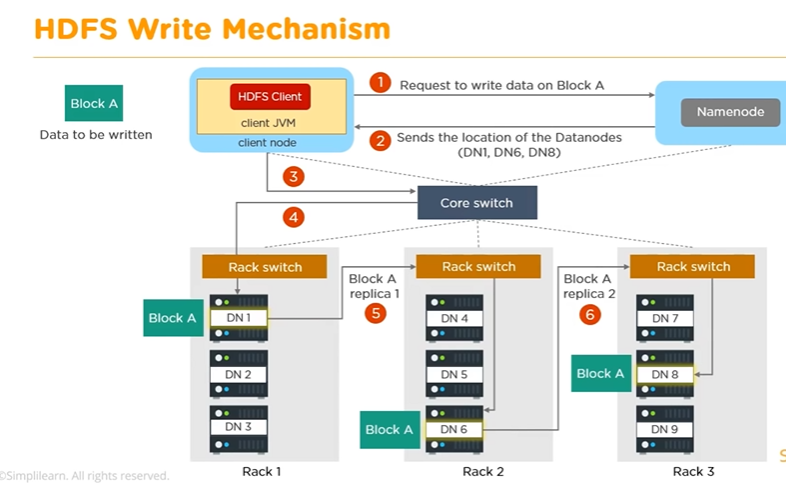 HDFS Write Mechanism
Block A
Data to be written
HDFS Client
client JVM
client node
1
Request to write data on Block A
Namenode
2
Sends the location of the Datanodes
(DN1, DN6, DN8)
3
Core switch
4
Rack switch
Block A
replica 1
5
Rack switch
Block A
replica 2
6
Rack switch
Block A
DN 1
DN 2
DN 3
DN 4
DN 5
Block A
DN 6
DN 7
Block A
DN 8
DN 9
Rack 1
Rack 2
Rack 3
©Simplilearn. All rights reserved.